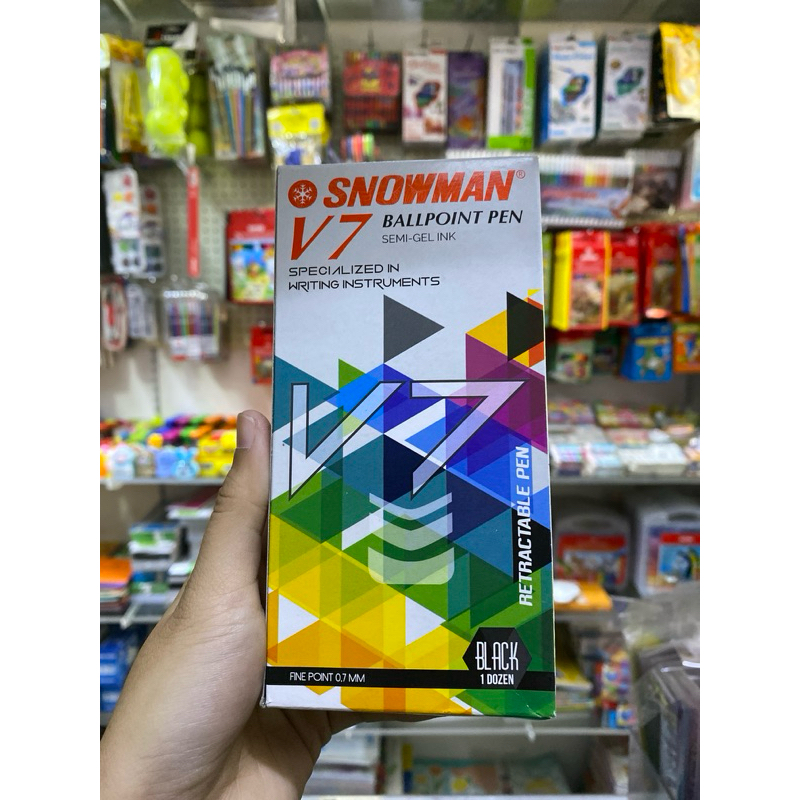 SNOWMAN®
V7 BALLPOINT PEN
SEMI-GEL INK
SPECIALIZED IN
WRITING INSTRUMENTS
V7
RETRACTABLE PEN
BLACK
1 DOZEN
FINE POINT 0.7 MM